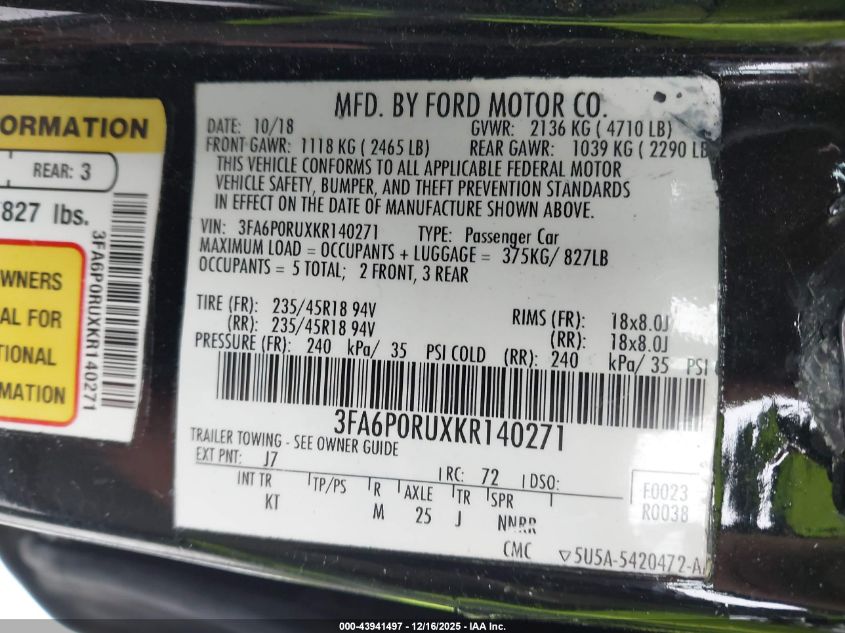 ORMATION
REAR: 3
827 lbs.
3FA6P0RUXKR140271
OWNERS
AL FOR
TIONAL
RMATION
MFD. BY FORD MOTOR CO.
DATE: 10/18 GVWR: 2136 KG ( 4710 LB)
FRONT GAWR: 1118 KG ( 2465 LB) REAR GAWR: 1039 KG ( 2290 LB
THIS VEHICLE CONFORMS TO ALL APPLICABLE FEDERAL MOTOR
VEHICLE SAFETY, BUMPER, AND THEFT PREVENTION STANDARDS
IN EFFECT ON THE DATE OF MANUFACTURE SHOWN ABOVE.
VIN: 3FA6P0RUXKR140271 TYPE: Passenger Car
MAXIMUM LOAD = OCCUPANTS + LUGGAGE = 375KG/ 827LB
OCCUPANTS = 5 TOTAL; 2 FRONT, 3 REAR
TIRE (FR): 235/45R18 94V RIMS (FR): 18x8.0J
(RR): 235/45R18 94V (RR): 18x8.0J
PRESSURE (FR): 240 kPa/ 35 PSI COLD (RR): 240 kPa/ 35 PSI
3FA6P0RUXKR140271
TRAILER TOWING - SEE OWNER GUIDE
EXT PNT: J7 RC: 72 DSO:
INT TR TP/PS R AXLE TR SPR F0023
KT M 25 J NNRR R0038
CMC ▽5U5A-5420472-A
000-43941497 - 12/16/2025 - IAA Inc.